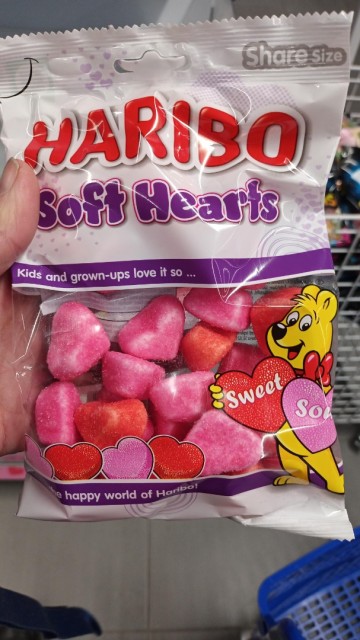 Share Size
HARIBO
Soft Hearts
Kids and grown-ups love it so ...
Sweet
happy world of Haribo!